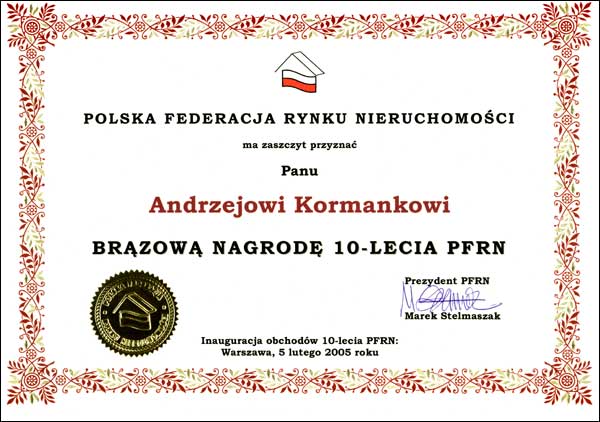 POLSKA FEDERACJA RYNKU NIERUCHOMOŚCI
ma zaszczyt przyznać
Panu
Andrzejowi Kormankowi
BRĄZOWĄ NAGRODĘ 10-LECIA PFRN
Prezydent PFRN
Marek Stelmaszak
Inauguracja obchodów 10-lecia PFRN:
Warszawa, 5 lutego 2005 roku